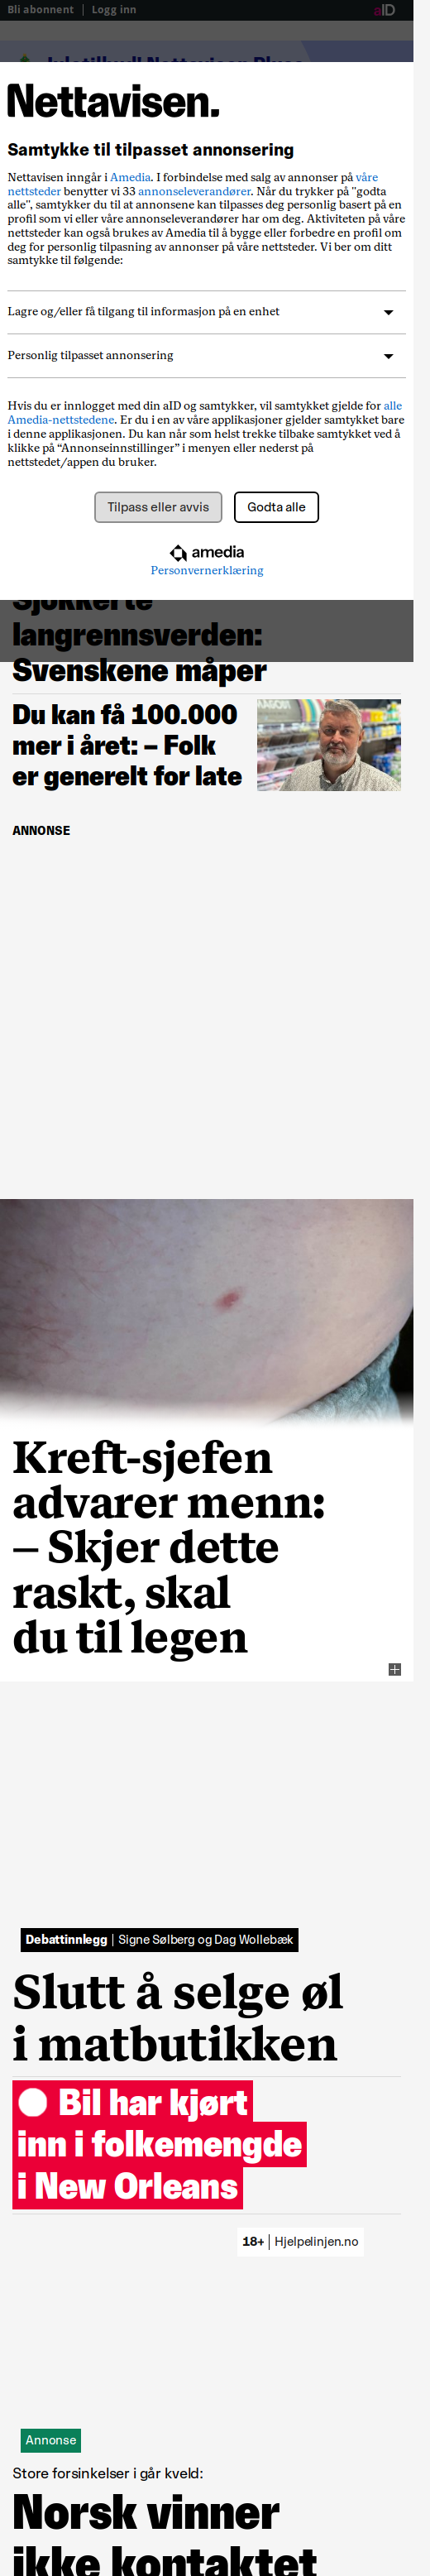 Bli abonnent | Logg inn
aID
Nettavisen.
Samtykke til tilpasset annonsering
Nettavisen inngår i Amedia. I forbindelse med salg av annonser på våre
nettsteder benytter vi 33 annonseleverandører. Når du trykker på "godta
alle", samtykker du til at annonsene kan tilpasses deg personlig basert på en
profil som vi eller våre annonseleverandører har om deg. Aktiviteten på våre
nettsteder kan også brukes av Amedia til å bygge eller forbedre en profil om
deg for personlig tilpasning av annonser på våre nettsteder. Vi ber om ditt
samtykke til følgende:
Lagre og/eller få tilgang til informasjon på en enhet
Personlig tilpasset annonsering
Hvis du er innlogget med din aID og samtykker, vil samtykket gjelde for alle
Amedia-nettstedene. Er du i en av våre applikasjoner gjelder samtykket bare
i denne applikasjonen. Du kan når som helst trekke tilbake samtykket ved å
klikke på “Annonseinnstillinger” i menyen eller nederst på
nettstedet/appen du bruker.
Tilpass eller avvis
Godta alle
amedia
Personvernerklæring
Sjokkerte
langrennsverden:
Svenskene måper
Du kan få 100.000
mer i året: – Folk
er generelt for late
ANNONSE
Kreft-sjefen
advarer menn:
– Skjer dette
raskt, skal
du til legen
Debattinnlegg | Signe Sølberg og Dag Wollebæk
Slutt å selge øl
i matbutikken
Bil har kjørt
inn i folkemengde
i New Orleans
18+ | Hjelpelinjen.no
Annonse
Store forsinkelser i går kveld:
Norsk vinner
ikke kontaktet